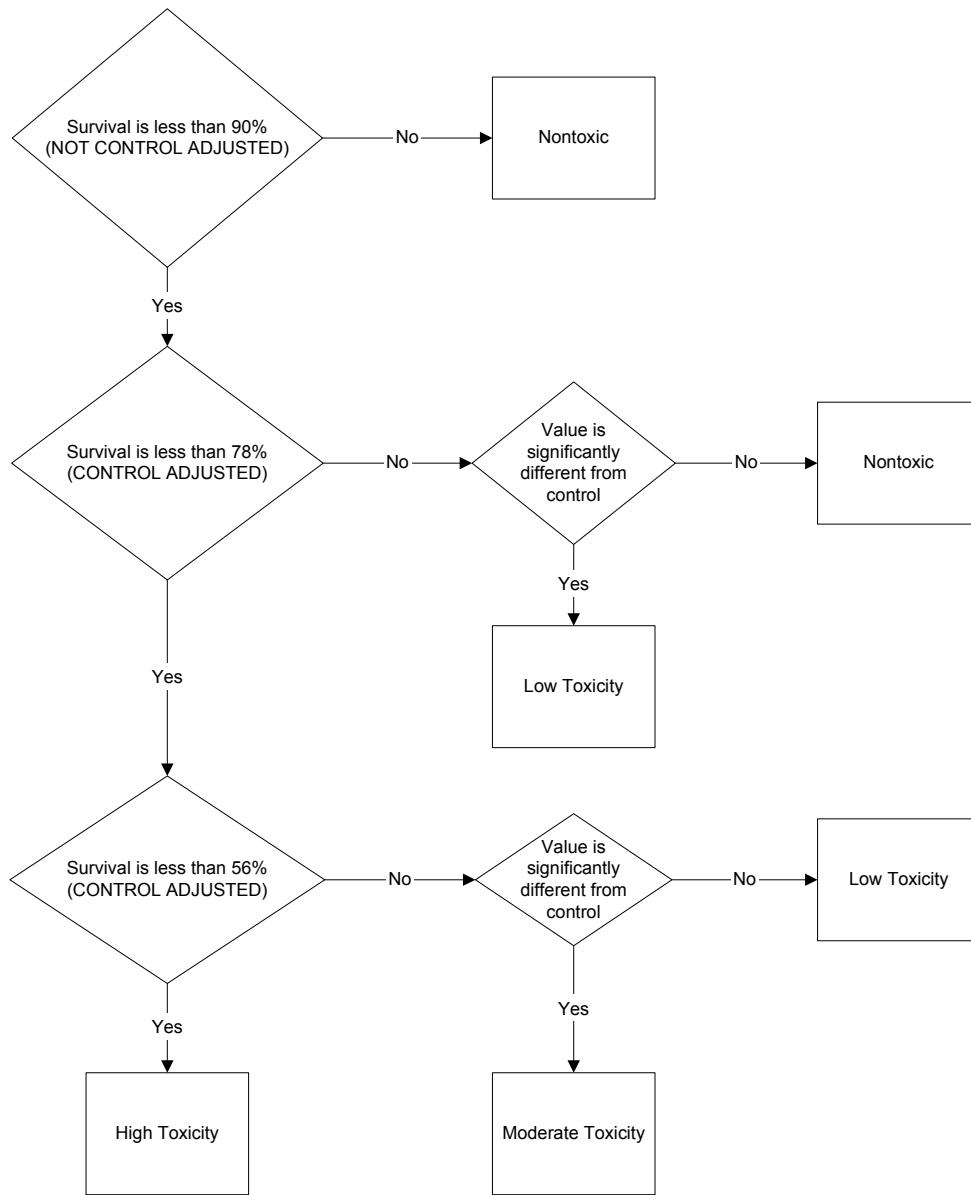 Survival is less than 90%
(NOT CONTROL ADJUSTED)
No
Nontoxic
Yes
Survival is less than 78%
(CONTROL ADJUSTED)
No
Value is
significantly
different from
control
No
Nontoxic
Yes
Low Toxicity
Yes
Survival is less than 56%
(CONTROL ADJUSTED)
No
Value is
significantly
different from
control
No
Low Toxicity
Yes
Yes
High Toxicity
Moderate Toxicity